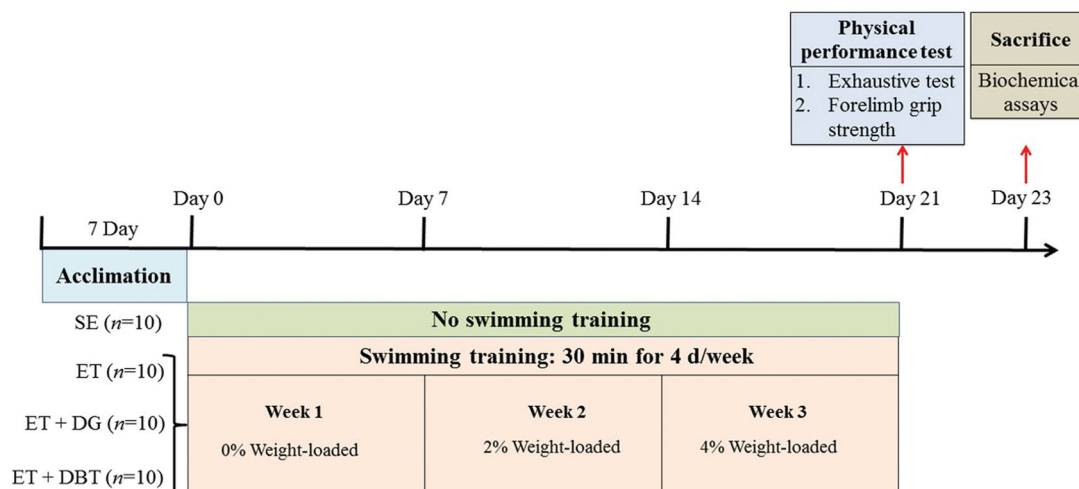 Physical
performance test
1. Exhaustive test
2. Forelimb grip
strength
Sacrifice
Biochemical
assays
Day 0
Day 7
Day 14
Day 21
Day 23
7 Day
Acclimation
SE (n=10)
No swimming training
Swimming training: 30 min for 4 d/week
ET (n=10)
ET + DG (n=10)
ET + DBT (n=10)
Week 1
0% Weight-loaded
Week 2
2% Weight-loaded
Week 3
4% Weight-loaded